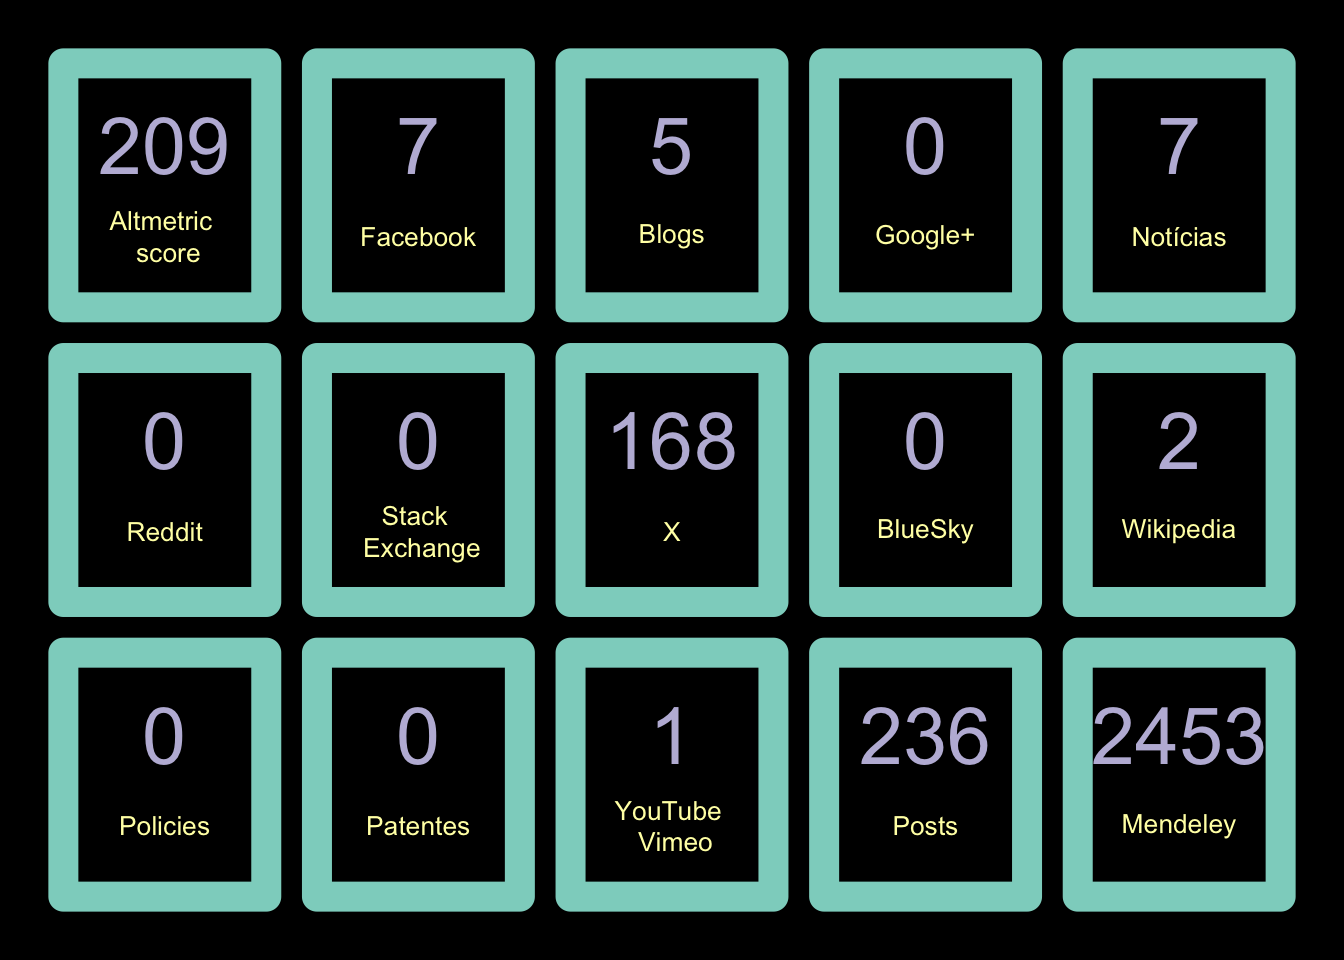 209
Altmetric
score
7
Facebook
5
Blogs
0
Google+
7
Notícias
0
Reddit
0
Stack
Exchange
168
X
0
BlueSky
2
Wikipedia
0
Policies
0
Patentes
1
YouTube
Vimeo
236
Posts
2453
Mendeley